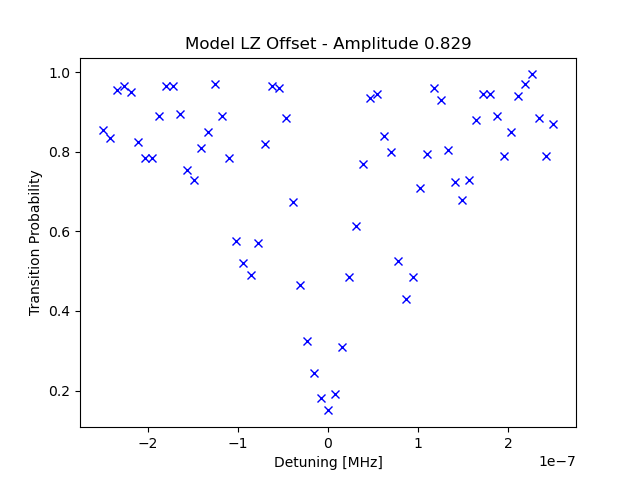 Model LZ Offset - Amplitude 0.829
Transition Probability
1.0
0.8
0.6
0.4
0.2
−2
−1
0
1
2
1e−7
Detuning [MHz]